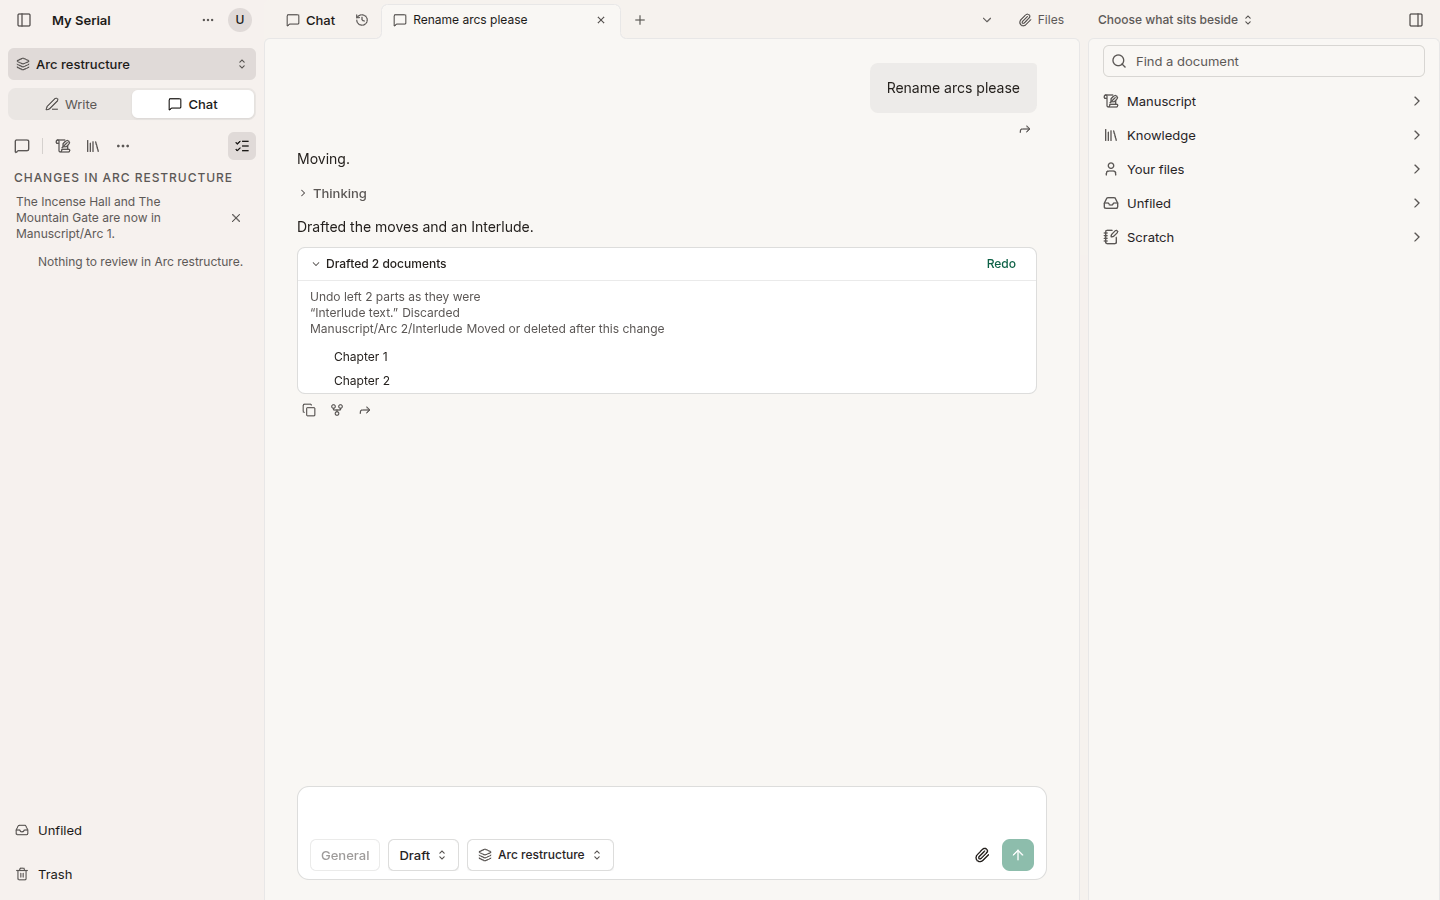 My Serial
U
Arc restructure
Write
Chat
CHANGES IN ARC RESTRUCTURE
The Incense Hall and The
Mountain Gate are now in
Manuscript/Arc 1.
Nothing to review in Arc restructure.
Unfiled
Trash
Chat
Rename arcs please
Files
Rename arcs please
Moving.
Thinking
Drafted the moves and an Interlude.
Drafted 2 documents
Redo
Undo left 2 parts as they were
“Interlude text.” Discarded
Manuscript/Arc 2/Interlude Moved or deleted after this change
Chapter 1
Chapter 2
General
Draft
Arc restructure
Choose what sits beside
Find a document
Manuscript
Knowledge
Your files
Unfiled
Scratch